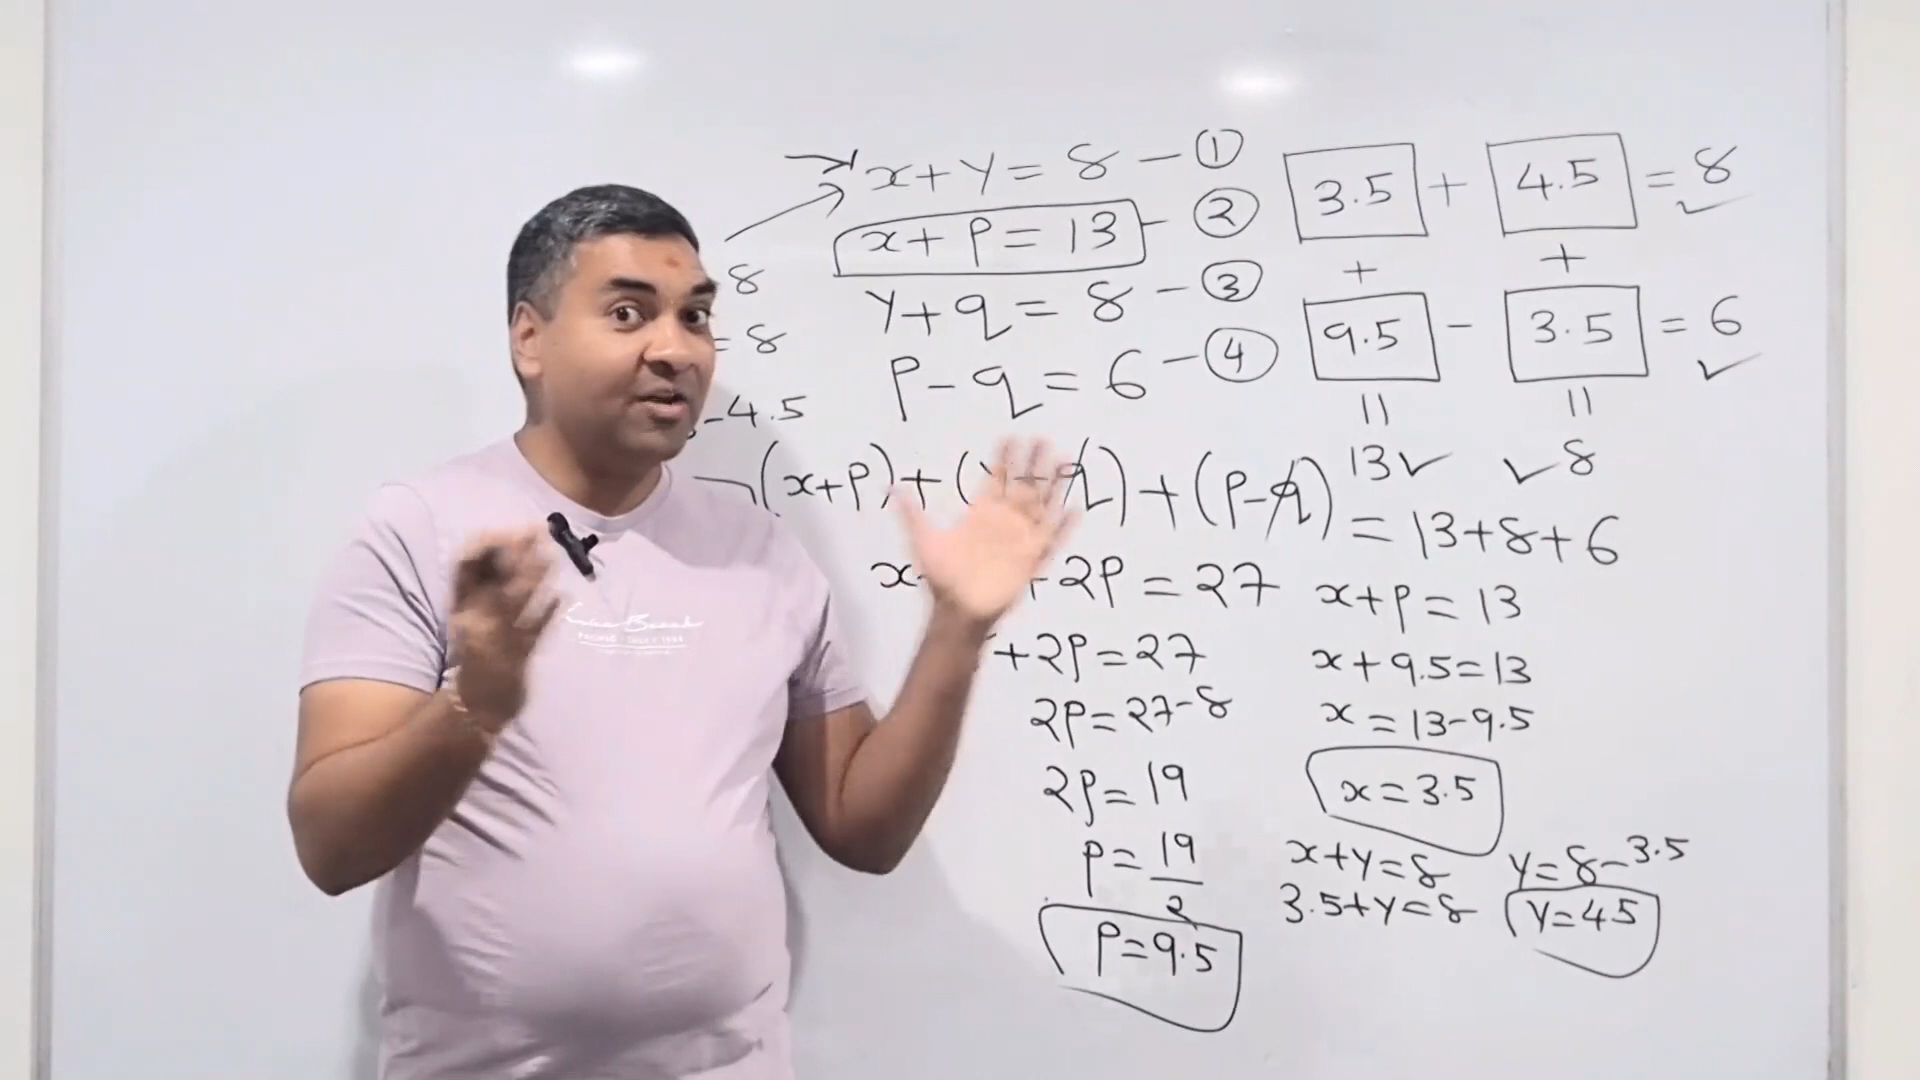 x+y=8-①
x+p=13-②
y+q=8-③
p-q=6-④
3.5 + 4.5 = 8
+ +
9.5 - 3.5 = 6
= =
13✓ ✓8
8
=8
-4.5
(x+p)+(y+q)+(p-q)
=13+8+6
x +2p=27
+2p=27
2p=27-8
2p=19
p=19/2
p=9.5
x+p=13
x+9.5=13
x=13-9.5
x=3.5
x+y=8
3.5+y=8
y=8-3.5
y=4.5